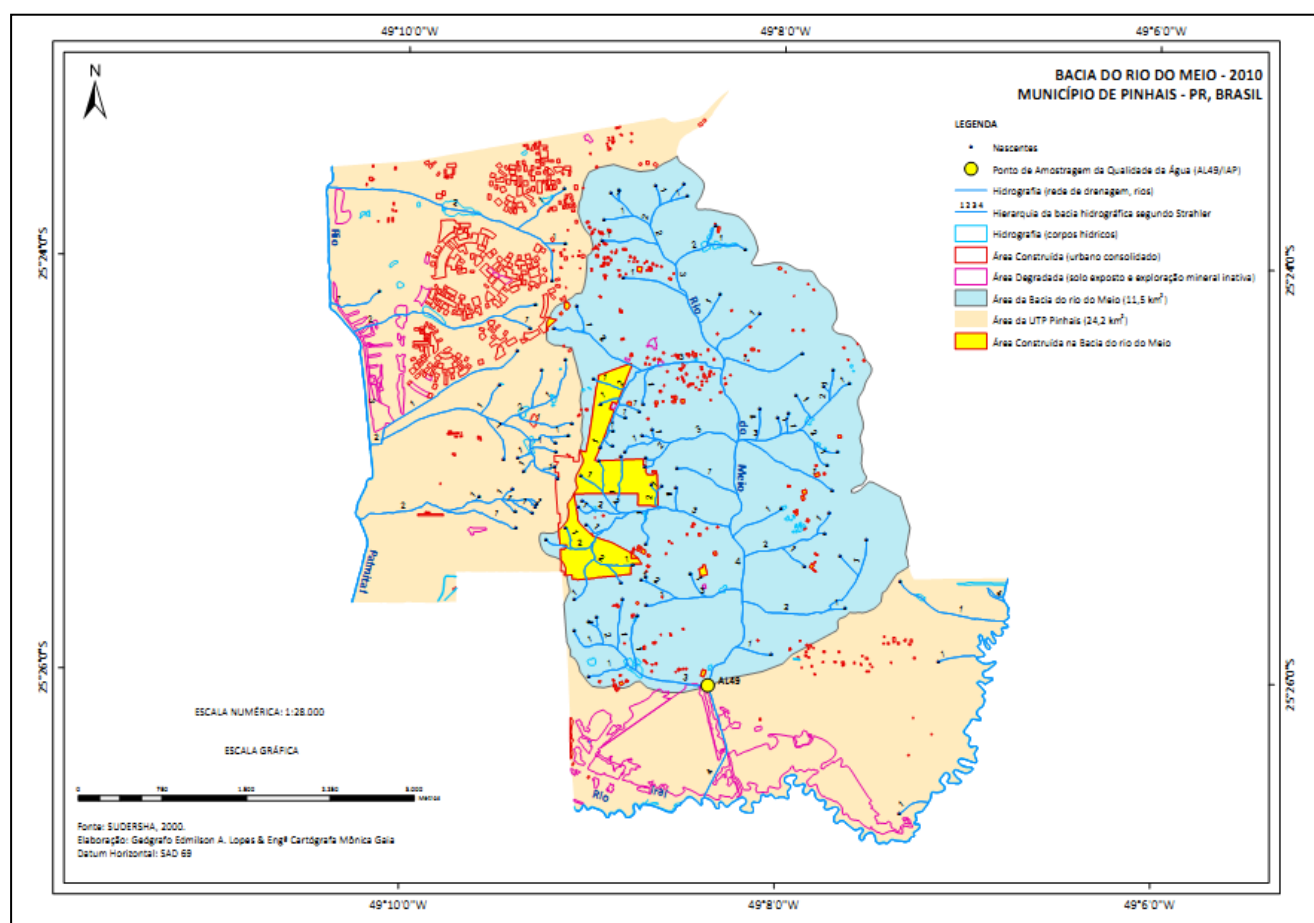 49°10'0"W 49°8'0"W 49°6'0"W
N
BACIA DO RIO DO MEIO - 2010
MUNICÍPIO DE PINHAIS - PR, BRASIL
LEGENDA
Nascentes
Ponto de Amostragem da Qualidade da Água (AL49/IAP)
Hidrografia (rede de drenagem, rios)
1 2 3 4
Hierarquia da bacia hidrográfica segundo Strahler
Hidrografia (corpos hídricos)
Área Construída (urbano consolidado)
Área Degradada (solo exposto e exploração mineral inativa)
Área da Bacia do rio do Meio (11,5 km²)
Área da UTP Pinhais (24,2 km²)
Área Construída na Bacia do rio do Meio
25°24'0"S
25°24'0"S
Rio
Palmital
Rio
do
Meio
25°26'0"S
25°26'0"S
AL49
Rio Iraí
ESCALA NUMÉRICA: 1:28.000
ESCALA GRÁFICA
0 750 1.500
Metros
Fonte: SUDERSHA, 2000.
Elaboração: Geógrafo Edmilson A. Lopes & Engª Cartógrafa Mônica Gaia
Datum Horizontal: SAD 69
49°10'0"W 49°8'0"W 49°6'0"W